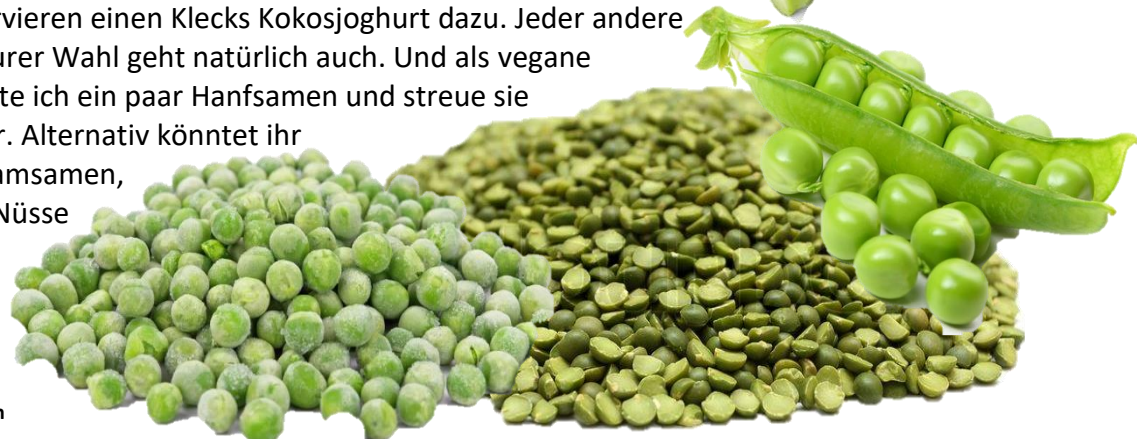 rvieren einen Klecks Kokosjoghurt dazu. Jeder andere
urer Wahl geht natürlich auch. Und als vegane
te ich ein paar Hanfsamen und streue sie
r. Alternativ könntet ihr
amsamen,
Nüsse
n